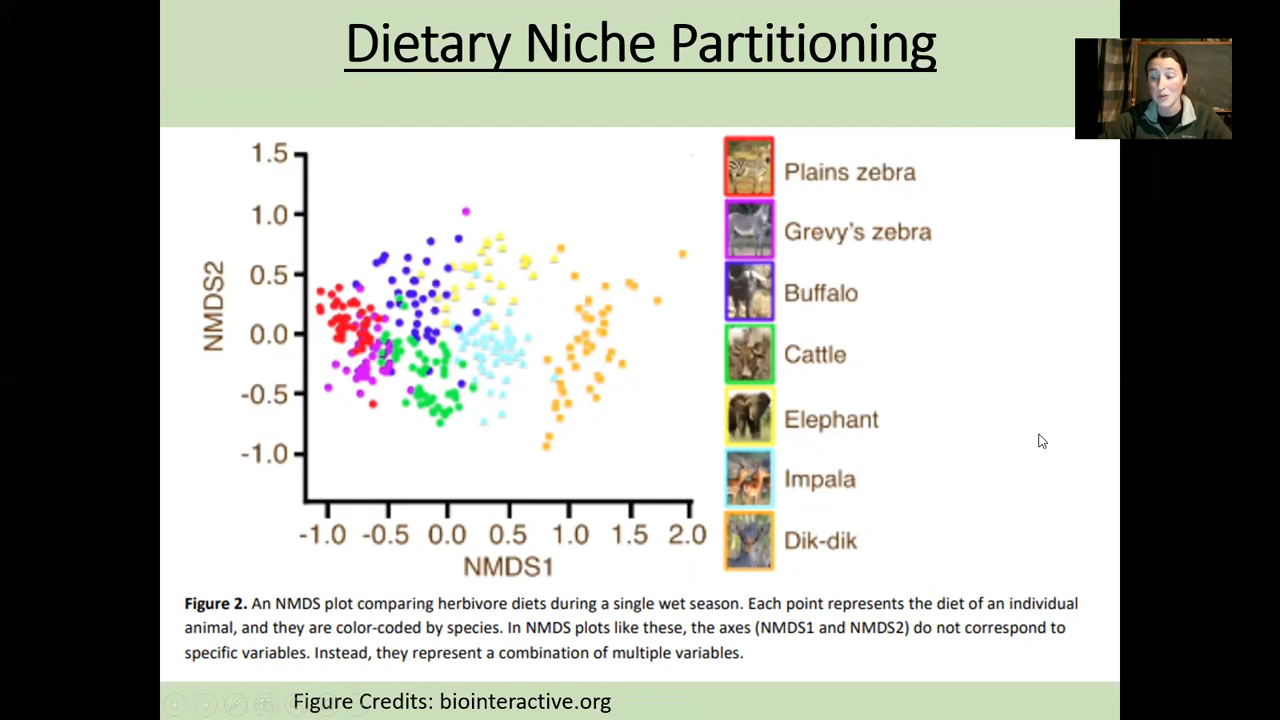 Dietary Niche Partitioning
1.5
1.0
0.5
0.0
-0.5
-1.0
NMDS2
-1.0 -0.5 0.0 0.5 1.0 1.5 2.0
NMDS1
Plains zebra
Grevy's zebra
Buffalo
Cattle
Elephant
Impala
Dik-dik
Figure 2. An NMDS plot comparing herbivore diets during a single wet season. Each point represents the diet of an individual
animal, and they are color-coded by species. In NMDS plots like these, the axes (NMDS1 and NMDS2) do not correspond to
specific variables. Instead, they represent a combination of multiple variables.
Figure Credits: biointeractive.org